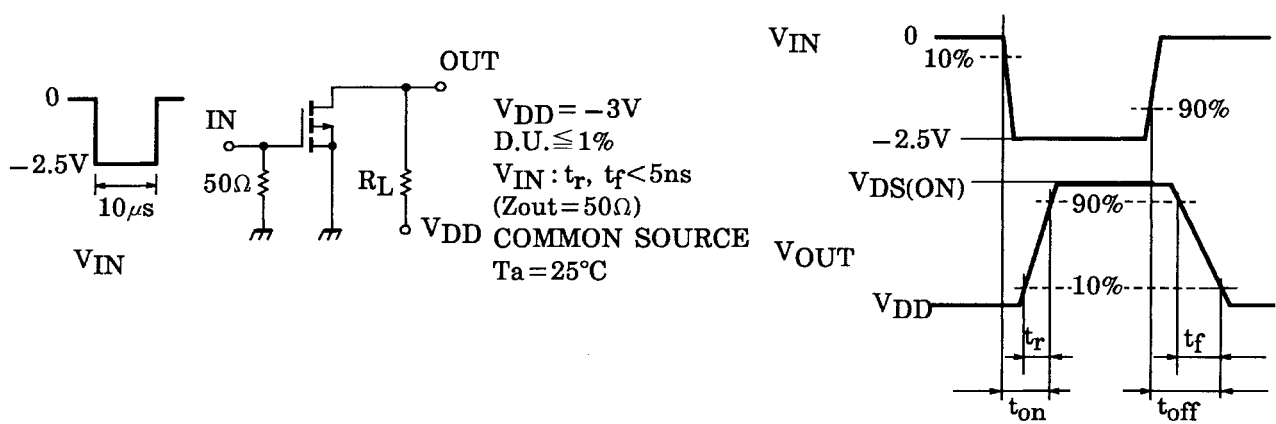 0
−2.5V
10μs
VIN
IN
50Ω
OUT
RL
VDD
VDD = −3V
D.U.≦1%
VIN : tr, tf<5ns
(Zout = 50Ω)
COMMON SOURCE
Ta = 25°C
VIN
0
10%
90%
−2.5V
VDS(ON)
90%
VOUT
10%
VDD
tr
tf
ton
toff